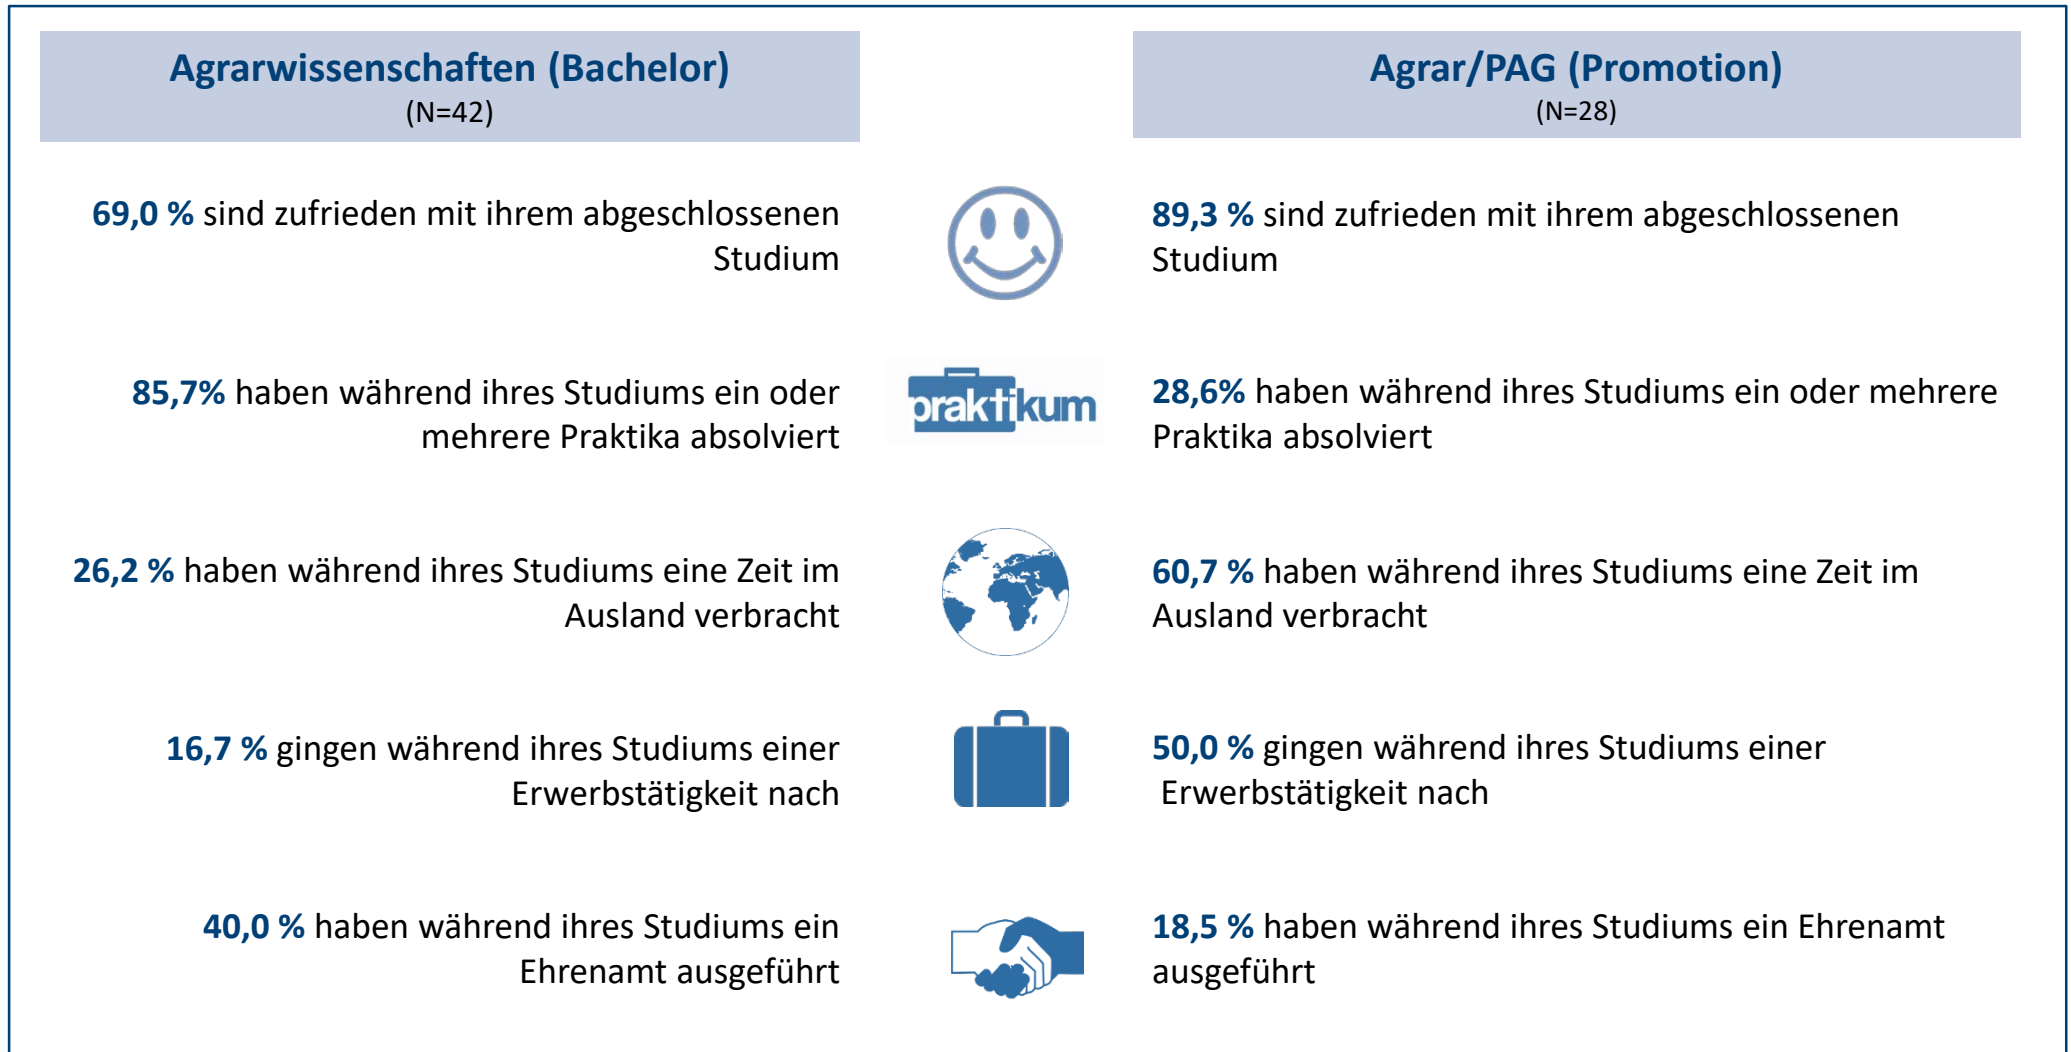 Agrarwissenschaften (Bachelor)
(N=42)
Agrar/PAG (Promotion)
(N=28)
69,0 % sind zufrieden mit ihrem abgeschlossenen
Studium
89,3 % sind zufrieden mit ihrem abgeschlossenen
Studium
85,7% haben während ihres Studiums ein oder
mehrere Praktika absolviert
praktikum
28,6% haben während ihres Studiums ein oder mehrere
Praktika absolviert
26,2 % haben während ihres Studiums eine Zeit im
Ausland verbracht
60,7 % haben während ihres Studiums eine Zeit im
Ausland verbracht
16,7 % gingen während ihres Studiums einer
Erwerbstätigkeit nach
50,0 % gingen während ihres Studiums einer
Erwerbstätigkeit nach
40,0 % haben während ihres Studiums ein
Ehrenamt ausgeführt
18,5 % haben während ihres Studiums ein Ehrenamt
ausgeführt